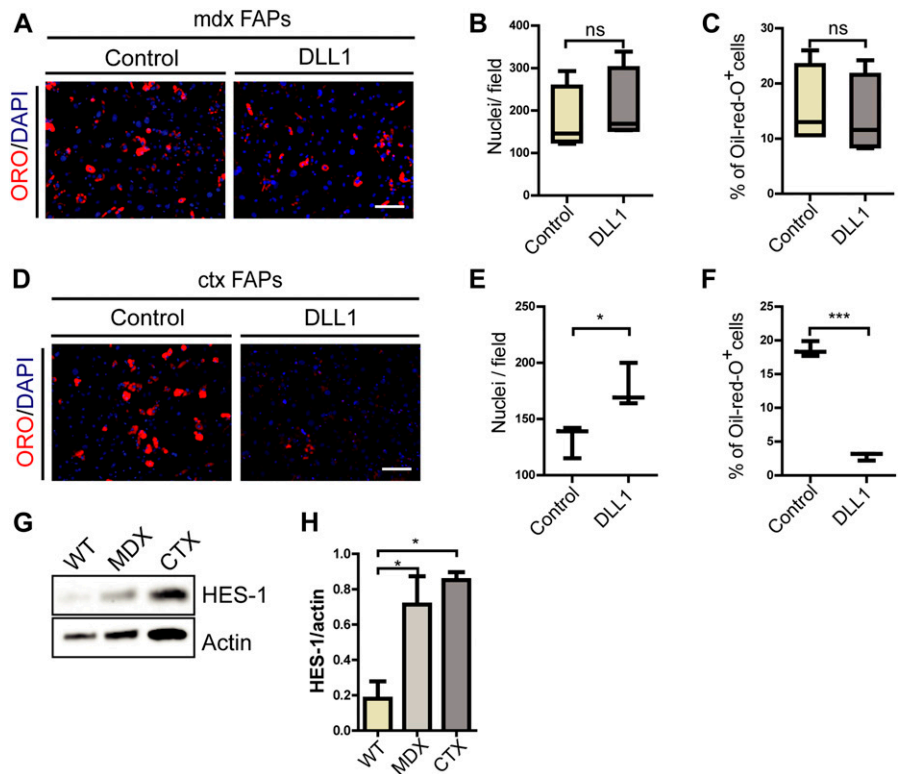 A
mdx FAPs
Control
DLL1
ORO/DAPI
B
ns
Nuclei/ field
400
300
200
100
0
Control
DLL1
C
ns
% of Oil-red-O+cells
30
20
10
0
Control
DLL1
D
ctx FAPs
Control
DLL1
ORO/DAPI
E
*
Nuclei / field
250
200
150
100
Control
DLL1
F
***
% of Oil-red-O+cells
25
20
15
10
5
0
Control
DLL1
G
WT
MDX
CTX
HES-1
Actin
H
*
*
HES-1/actin
1.0
0.8
0.6
0.4
0.2
0.0
WT
MDX
CTX